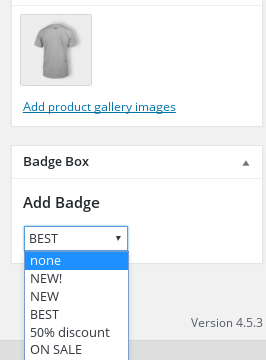 Add product gallery images
Badge Box
Add Badge
BEST
none
NEW!
NEW
BEST
50% discount
ON SALE
Version 4.5.3